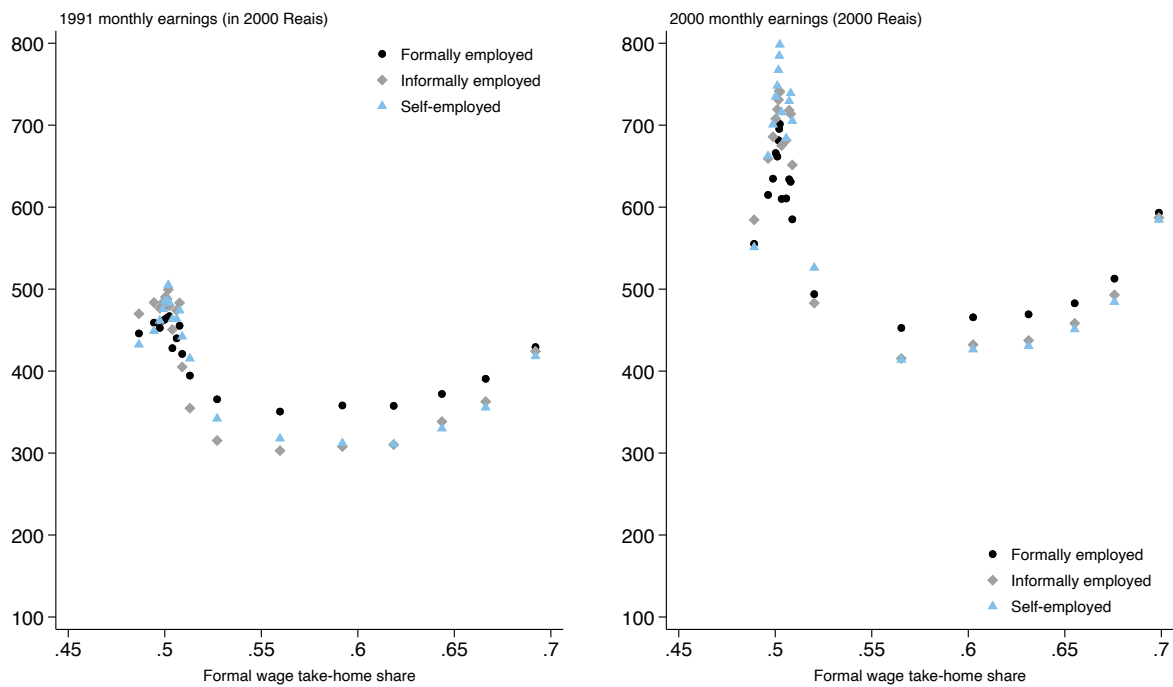 1991 monthly earnings (in 2000 Reais)
800
700
600
500
400
300
200
100
Formally employed
Informally employed
Self-employed
.45 .5 .55 .6 .65 .7
Formal wage take-home share
2000 monthly earnings (2000 Reais)
800
700
600
500
400
300
200
100
Formally employed
Informally employed
Self-employed
.45 .5 .55 .6 .65 .7
Formal wage take-home share